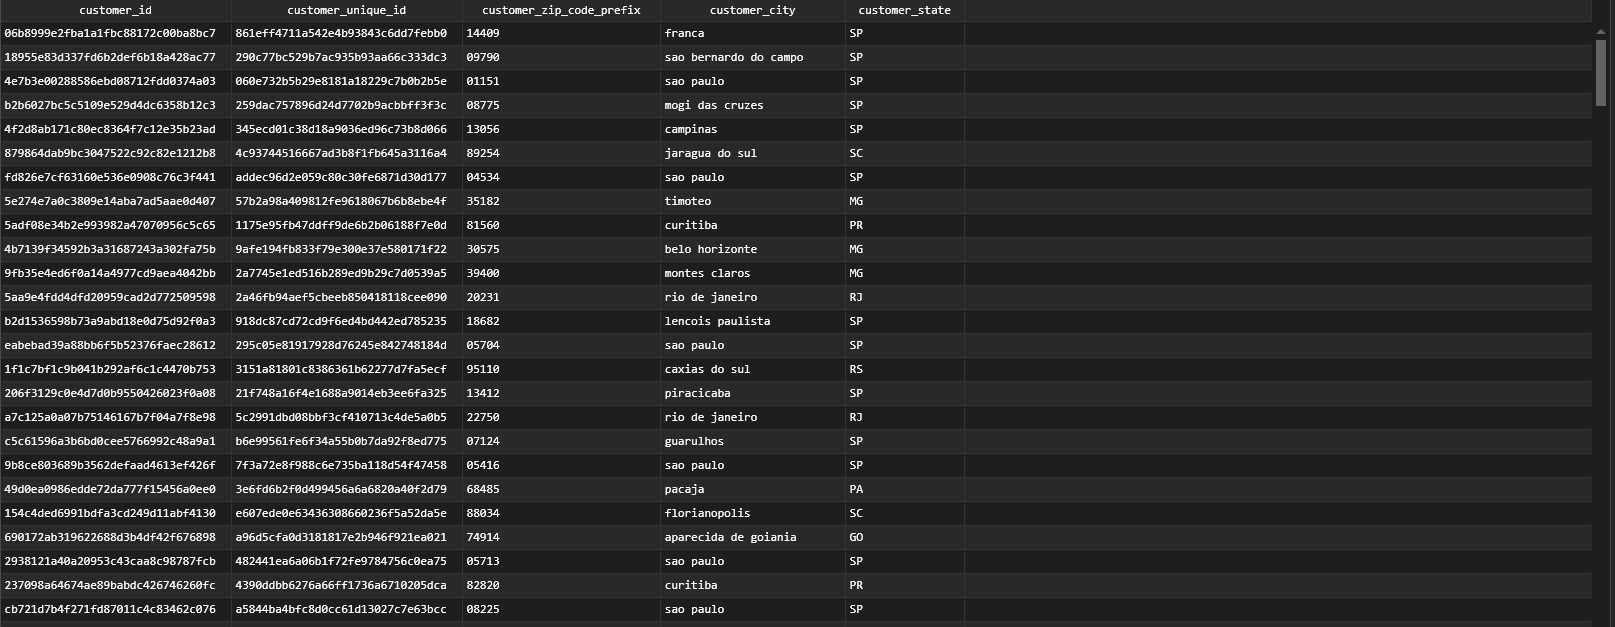 customer_id customer_unique_id customer_zip_code_prefix customer_city customer_state
06b8999e2fba1a1fbc88172c00ba8bc7 861eff4711a542e4b93843c6dd7febb0 14409 franca SP
18955e83d337fd6b2def6b18a428ac77 290c77bc529b7ac935b93aa66c333dc3 09790 sao bernardo do campo SP
4e7b3e00288586ebd08712fdd0374a03 060e732b5b29e8181a18229c7b0b2b5e 01151 sao paulo SP
b2b6027bc5c5109e529d4dc6358b12c3 259dac757896d24d7702b9acbbff3f3c 08775 mogi das cruzes SP
4f2d8ab171c80ec8364f7c12e35b23ad 345ecd01c38d18a9036ed96c73b8d066 13056 campinas SP
879864dab9bc3047522c92c82e1212b8 4c93744516667ad3b8f1fb645a3116a4 89254 jaragua do sul SC
fd826e7cf63160e536e0908c76c3f441 addec96d2e059c80c30fe6871d30d177 04534 sao paulo SP
5e274e7a0c3809e14aba7ad5aae0d407 57b2a98a409812fe9618067b6b8ebe4f 35182 timoteo MG
5adf08e34b2e993982a47070956c5c65 1175e95fb47ddff9de6b2b06188f7e0d 81560 curitiba PR
4b7139f34592b3a31687243a302fa75b 9afe194fb833f79e300e37e580171f22 30575 belo horizonte MG
9fb35e4ed6f0a14a4977cd9aea4042bb 2a7745e1ed516b289ed9b29c7d0539a5 39400 montes claros MG
5aa9e4fdd4dfd20959cad2d772509598 2a46fb94aef5cbeeb850418118cee090 20231 rio de janeiro RJ
b2d1536598b73a9abd18e0d75d92f0a3 918dc87cd72cd9f6ed4bd442ed785235 18682 lencois paulista SP
eabebad39a88bb6f5b52376faec28612 295c05e81917928d76245e842748184d 05704 sao paulo SP
1f1c7bf1c9b041b292af6c1c4470b753 3151a81801c8386361b62277d7fa5ecf 95110 caxias do sul RS
206f3129c0e4d7d0b9550426023f0a08 21f748a16f4e1688a9014eb3ee6fa325 13412 piracicaba SP
a7c125a0a07b75146167b7f04a7f8e98 5c2991dbd08bbf3cf410713c4de5a0b5 22750 rio de janeiro RJ
c5c61596a3b6bd0cee5766992c48a9a1 b6e99561fe6f34a55b0b7da92f8ed775 07124 guarulhos SP
9b8ce803689b3562defaad4613ef426f 7f3a72e8f988c6e735ba118d54f47458 05416 sao paulo SP
49d0ea0986edde72da777f15456a0ee0 3e6fd6b2f0d499456a6a6820a40f2d79 68485 pacaja PA
154c4ded6991bdfa3cd249d11abf4130 e607ede0e63436308660236f5a52da5e 88034 florianopolis SC
690172ab319622688d3b4df42f676898 a96d5cfa0d3181817e2b946f921ea021 74914 aparecida de goiania GO
2938121a40a20953c43caa8c98787fcb 482441ea6a06b1f72fe9784756c0ea75 05713 sao paulo SP
237098a64674ae89babdc426746260fc 4390ddbb6276a66ff1736a6710205dca 82820 curitiba PR
cb721d7b4f271fd87011c4c83462c076 a5844ba4bfc8d0cc61d13027c7e63bcc 08225 sao paulo SP